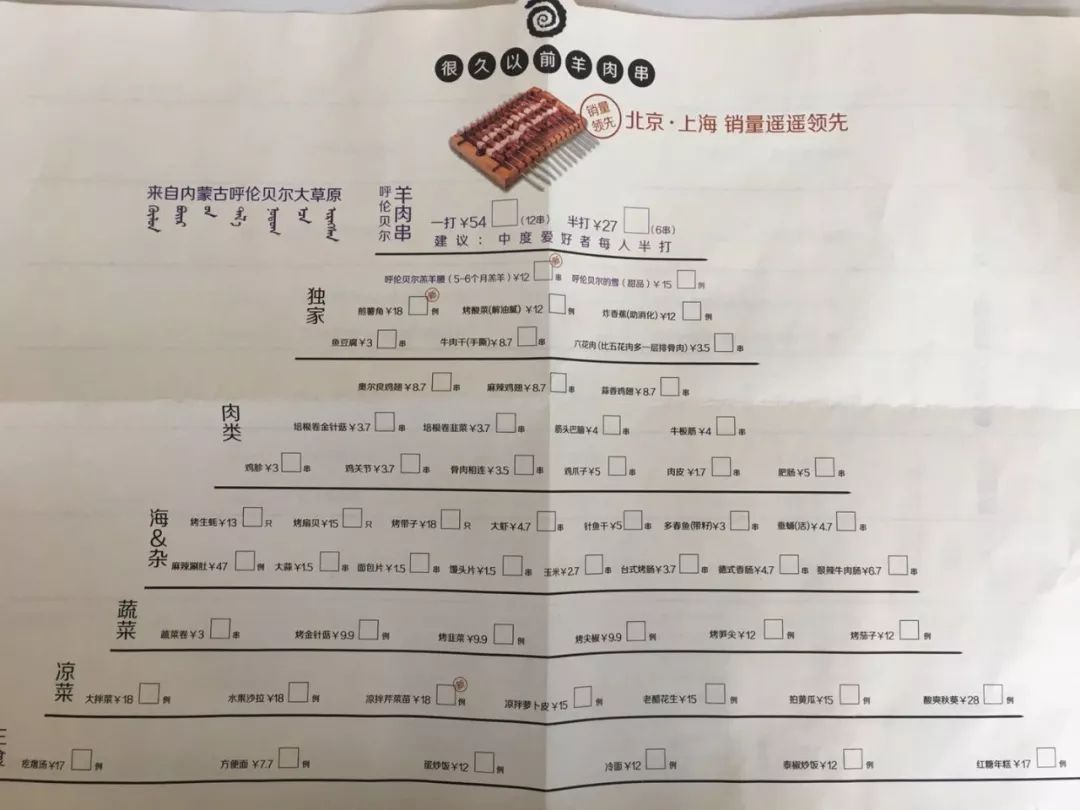 很久以前羊肉串
销量
领先
北京·上海 销量遥遥领先
来自内蒙古呼伦贝尔大草原
呼伦贝尔
羊肉串
一打¥54 (12串) 半打¥27 (6串)
建议:中度爱好者每人半打
独家
呼伦贝尔羔羊腰(5-6个月羔羊)¥12 串 呼伦贝尔的雪(甜品)¥15 例
煎薯角¥18 例 烤酸菜(解油腻)¥12 例 炸香蕉(助消化)¥12 例
鱼豆腐¥3 串 牛肉干(手撕)¥8.7 串 六花肉(比五花肉多一层排骨肉)¥3.5 串
肉类
奥尔良鸡翅¥8.7 串 麻辣鸡翅¥8.7 串 蒜香鸡翅¥8.7 串
培根卷金针菇¥3.7 串 培根卷韭菜¥3.7 串 筋头巴脑¥4 串 牛板筋¥4 串
鸡胗¥3 串 鸡关节¥3.7 串 骨肉相连¥3.5 串 鸡爪子¥5 串 肉皮¥1.7 串 肥肠¥5 串
海&杂
烤生蚝¥13 只 烤扇贝¥15 只 烤带子¥18 只 大虾¥4.7 串 针鱼干¥5 串 多春鱼(带籽)¥3 串 蚕蛹(活)¥4.7 串
麻辣涮肚¥47 例 大蒜¥1.5 串 面包片¥1.5 串 馒头片¥1.5 串 玉米¥2.7 串 台式烤肠¥3.7 串 德式香肠¥4.7 串 狠辣牛肉肠¥6.7 串
蔬菜
蔬菜卷¥3 串 烤金针菇¥9.9 例 烤韭菜¥9.9 例 烤尖椒¥9.9 例 烤笋尖¥12 例 烤茄子¥12 例
凉菜
大拌菜¥18 例 水果沙拉¥18 例 凉拌芹菜苗¥18 例 凉拌萝卜皮¥15 例 老醋花生¥15 例 拍黄瓜¥15 例 酸爽秋葵¥28 例
疙瘩汤¥17 例 方便面¥7.7 例 蛋炒饭¥12 例 冷面¥12 例 泰椒炒饭¥12 例 红糖年糕¥17 例